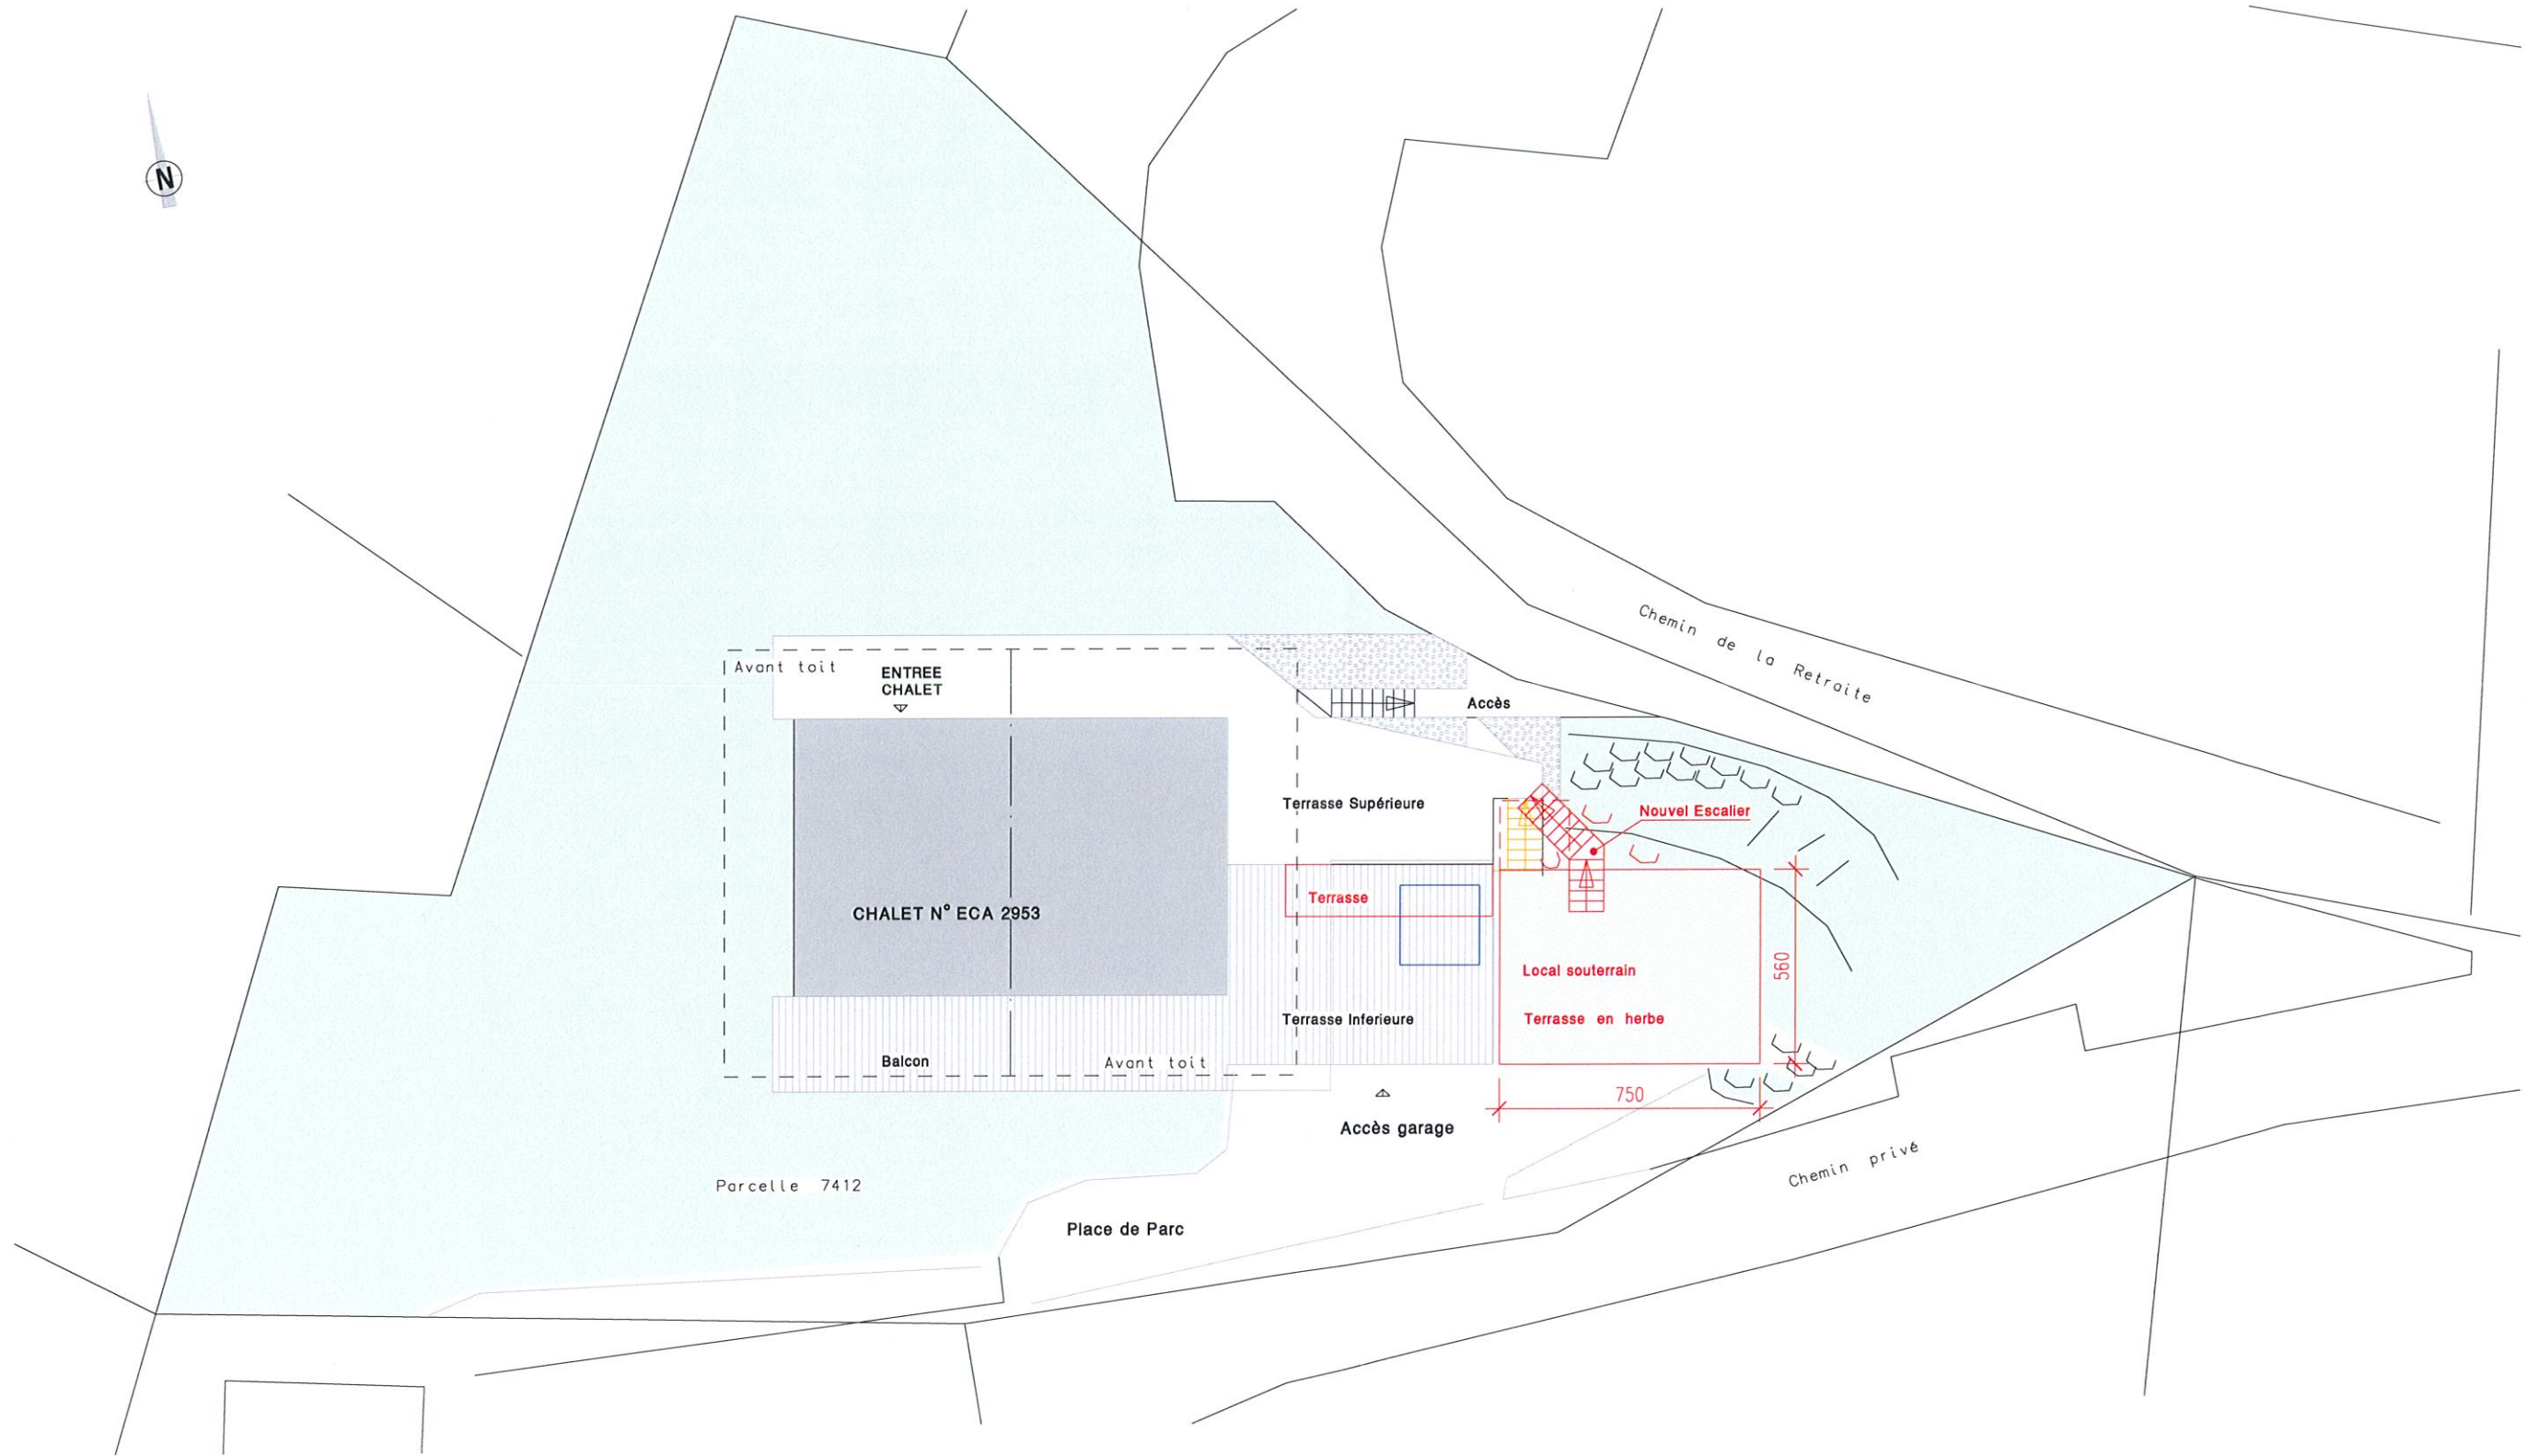 N
Chemin de la Retraite
Avant toit
ENTREE
CHALET
Accès
Terrasse Supérieure
Nouvel Escalier
Terrasse
CHALET N° ECA 2953
560
Local souterrain
Terrasse Inferieure
Terrasse en herbe
Balcon
Avant toit
750
Accès garage
Chemin privé
Parcelle 7412
Place de Parc